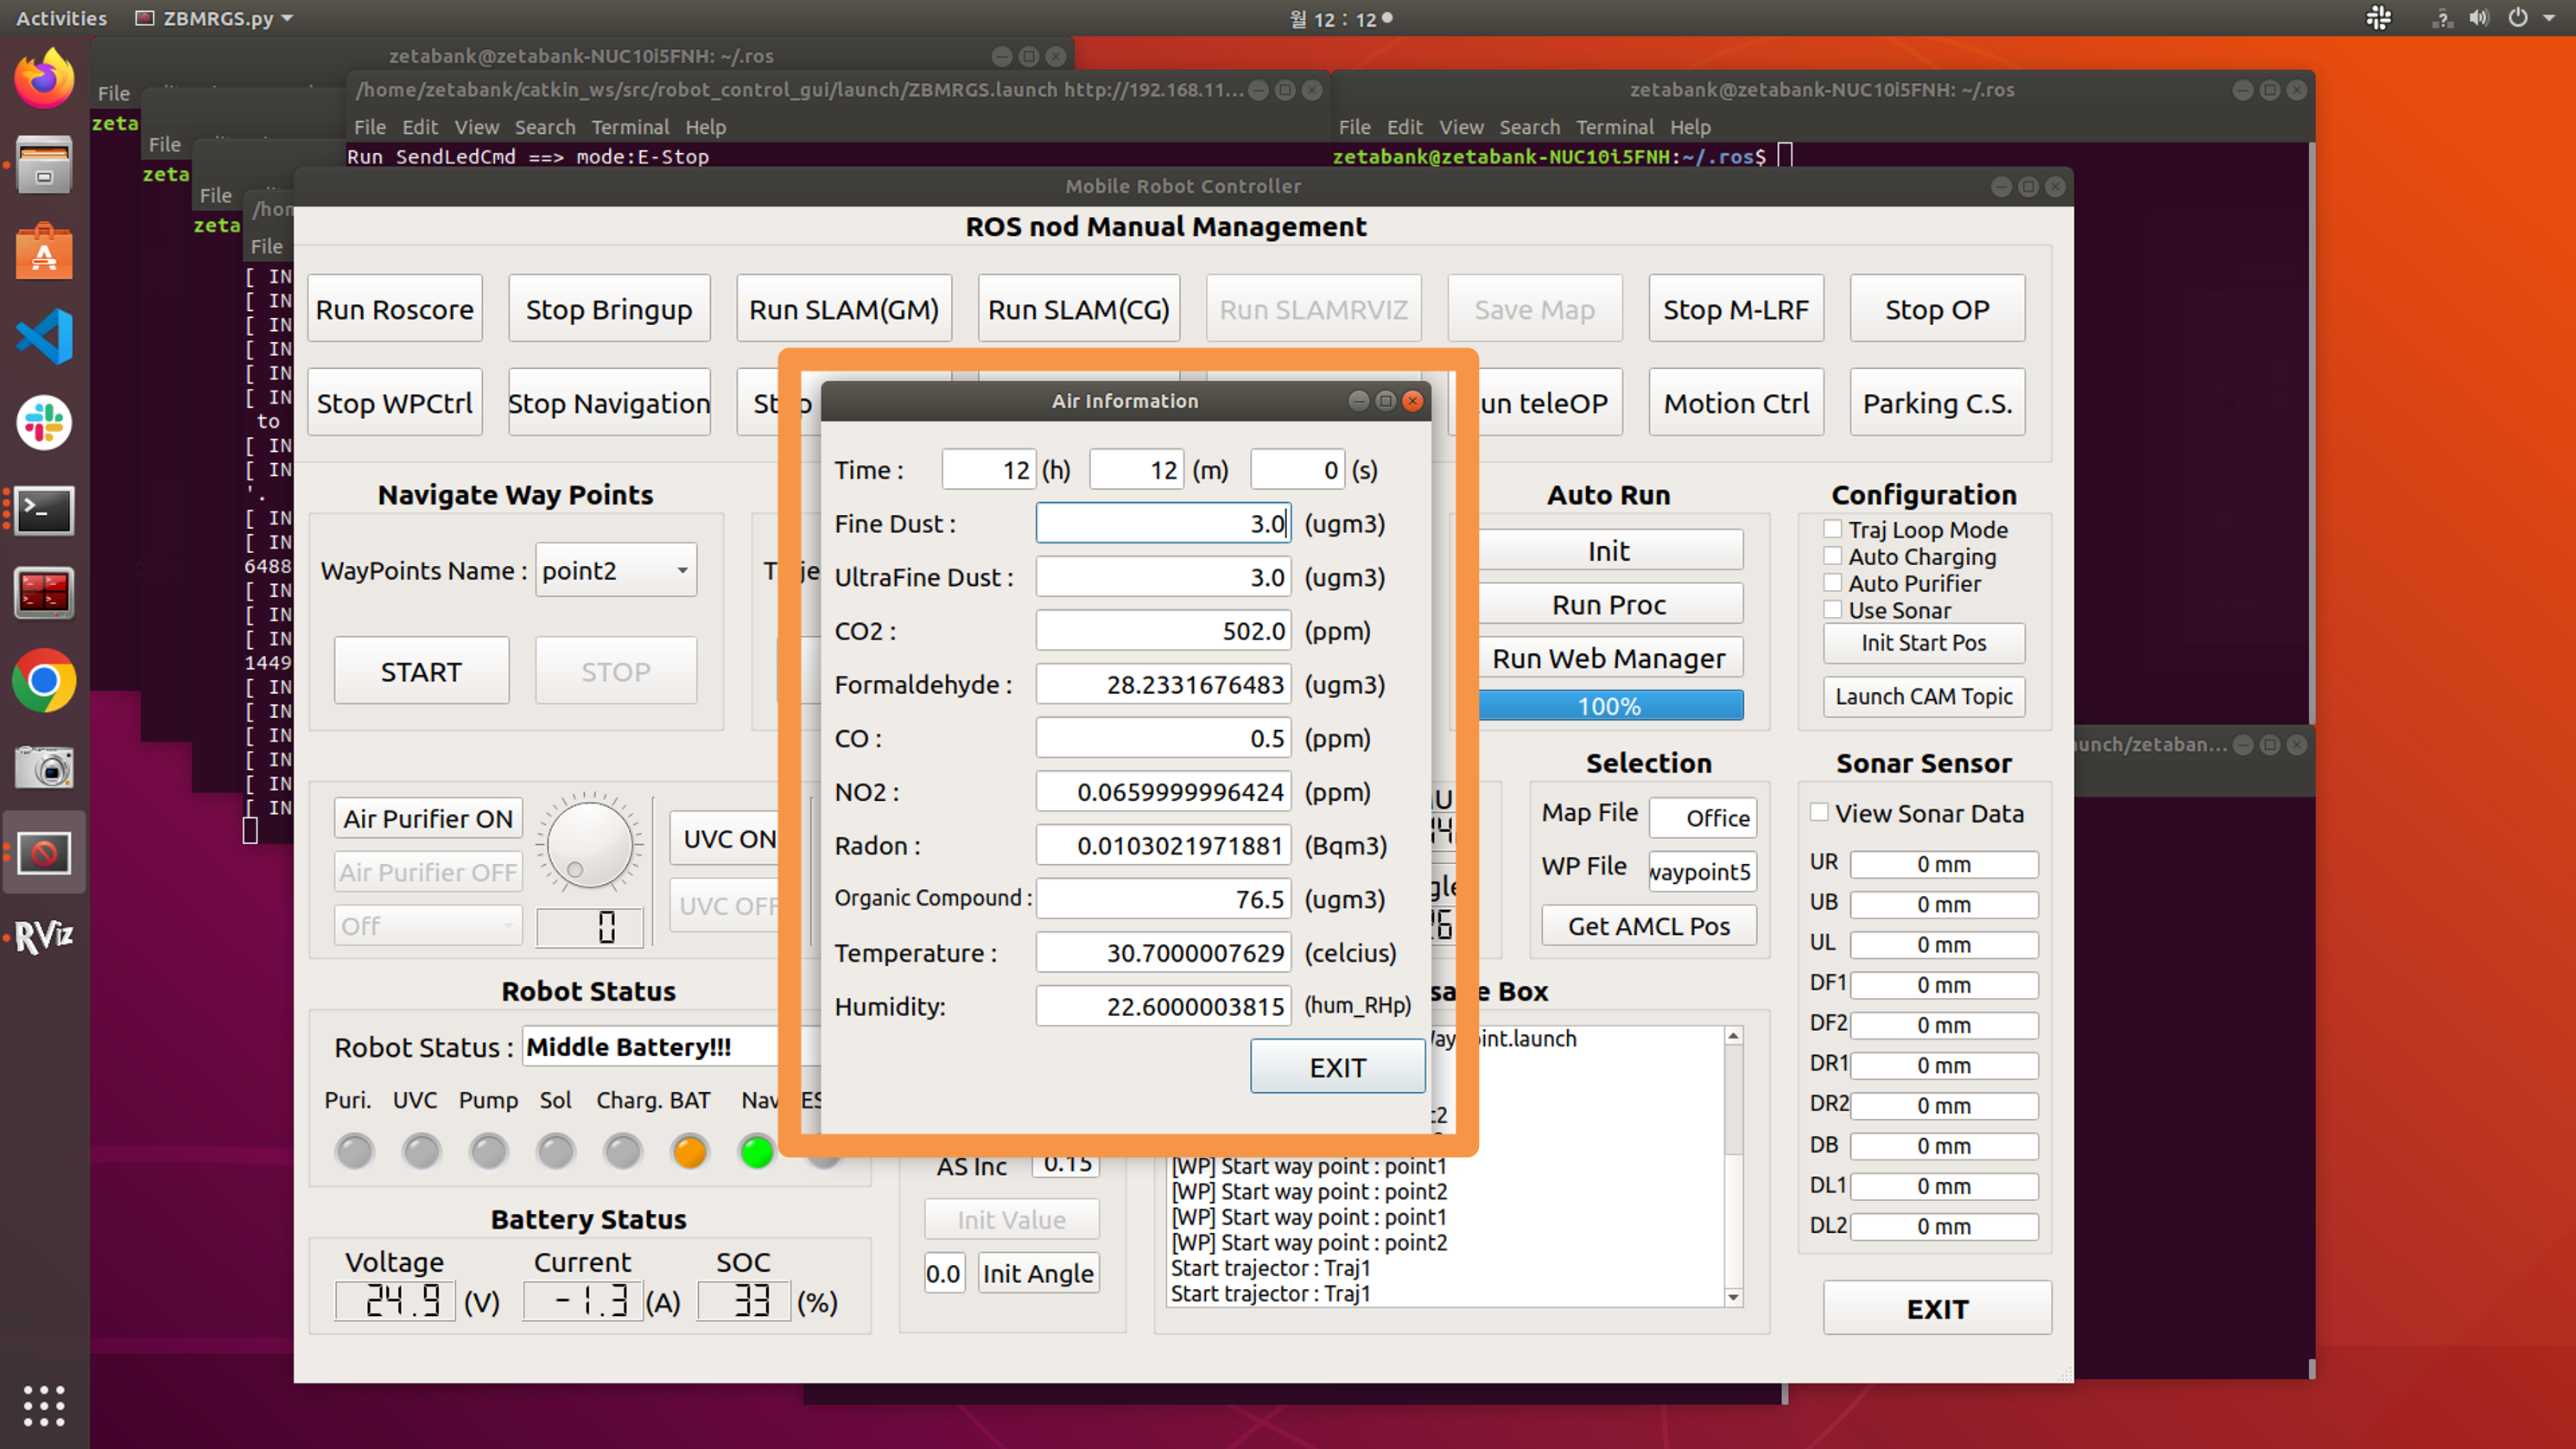 Activities ZBMRGS.py 월 12 : 12
zetabank@zetabank-NUC10i5FNH: ~/.ros
File
zeta
File
zeta
File
zeta
/home/zetabank/catkin_ws/src/robot_control_gui/launch/ZBMRGS.launch http://192.168.11...
File Edit View Search Terminal Help
Run SendLedCmd ==> mode:E-Stop
zetabank@zetabank-NUC10i5FNH: ~/.ros
File Edit View Search Terminal Help
zetabank@zetabank-NUC10i5FNH:~/.ros$
/hom
File
[ IN
[ IN
[ IN
[ IN
[ IN
[ IN
to
[ IN
[ IN
'.
[ IN
[ IN
6488
[ IN
[ IN
[ IN
1449
[ IN
[ IN
[ IN
[ IN
[ IN
[ IN
Mobile Robot Controller
ROS nod Manual Management
Run Roscore Stop Bringup Run SLAM(GM) Run SLAM(CG) Run SLAMRVIZ Save Map Stop M-LRF Stop OP
Stop WPCtrl Stop Navigation un teleOP Motion Ctrl Parking C.S.
Navigate Way Points
WayPoints Name : point2
START STOP
Air Information
Time : 12 (h) 12 (m) 0 (s)
Fine Dust : 3.0 (ugm3)
UltraFine Dust : 3.0 (ugm3)
CO2 : 502.0 (ppm)
Formaldehyde : 28.2331676483 (ugm3)
CO : 0.5 (ppm)
NO2 : 0.0659999996424 (ppm)
Radon : 0.0103021971881 (Bqm3)
Organic Compound : 76.5 (ugm3)
Temperature : 30.7000007629 (celcius)
Humidity: 22.6000003815 (hum_RHp)
EXIT
Auto Run
Init
Run Proc
Run Web Manager
100%
Configuration
Traj Loop Mode
Auto Charging
Auto Purifier
Use Sonar
Init Start Pos
Launch CAM Topic
Air Purifier ON
Air Purifier OFF
Off
0
UVC ON
UVC OFF
Selection
Map File Office
WP File waypoint5
Get AMCL Pos
Sonar Sensor
View Sonar Data
UR 0 mm
UB 0 mm
UL 0 mm
DF1 0 mm
DF2 0 mm
DR1 0 mm
DR2 0 mm
DB 0 mm
DL1 0 mm
DL2 0 mm
EXIT
unch/zetaban...
Robot Status
Robot Status : Middle Battery!!!
Puri. UVC Pump Sol Charg. BAT Nav ES
Battery Status
Voltage Current SOC
24.9 (V) -1.3 (A) 33 (%)
AS Inc 0.15
Init Value
0.0 Init Angle
Box
aypoint.launch
[WP] Start way point : point1
[WP] Start way point : point2
[WP] Start way point : point1
[WP] Start way point : point2
Start trajector : Traj1
Start trajector : Traj1
RViz